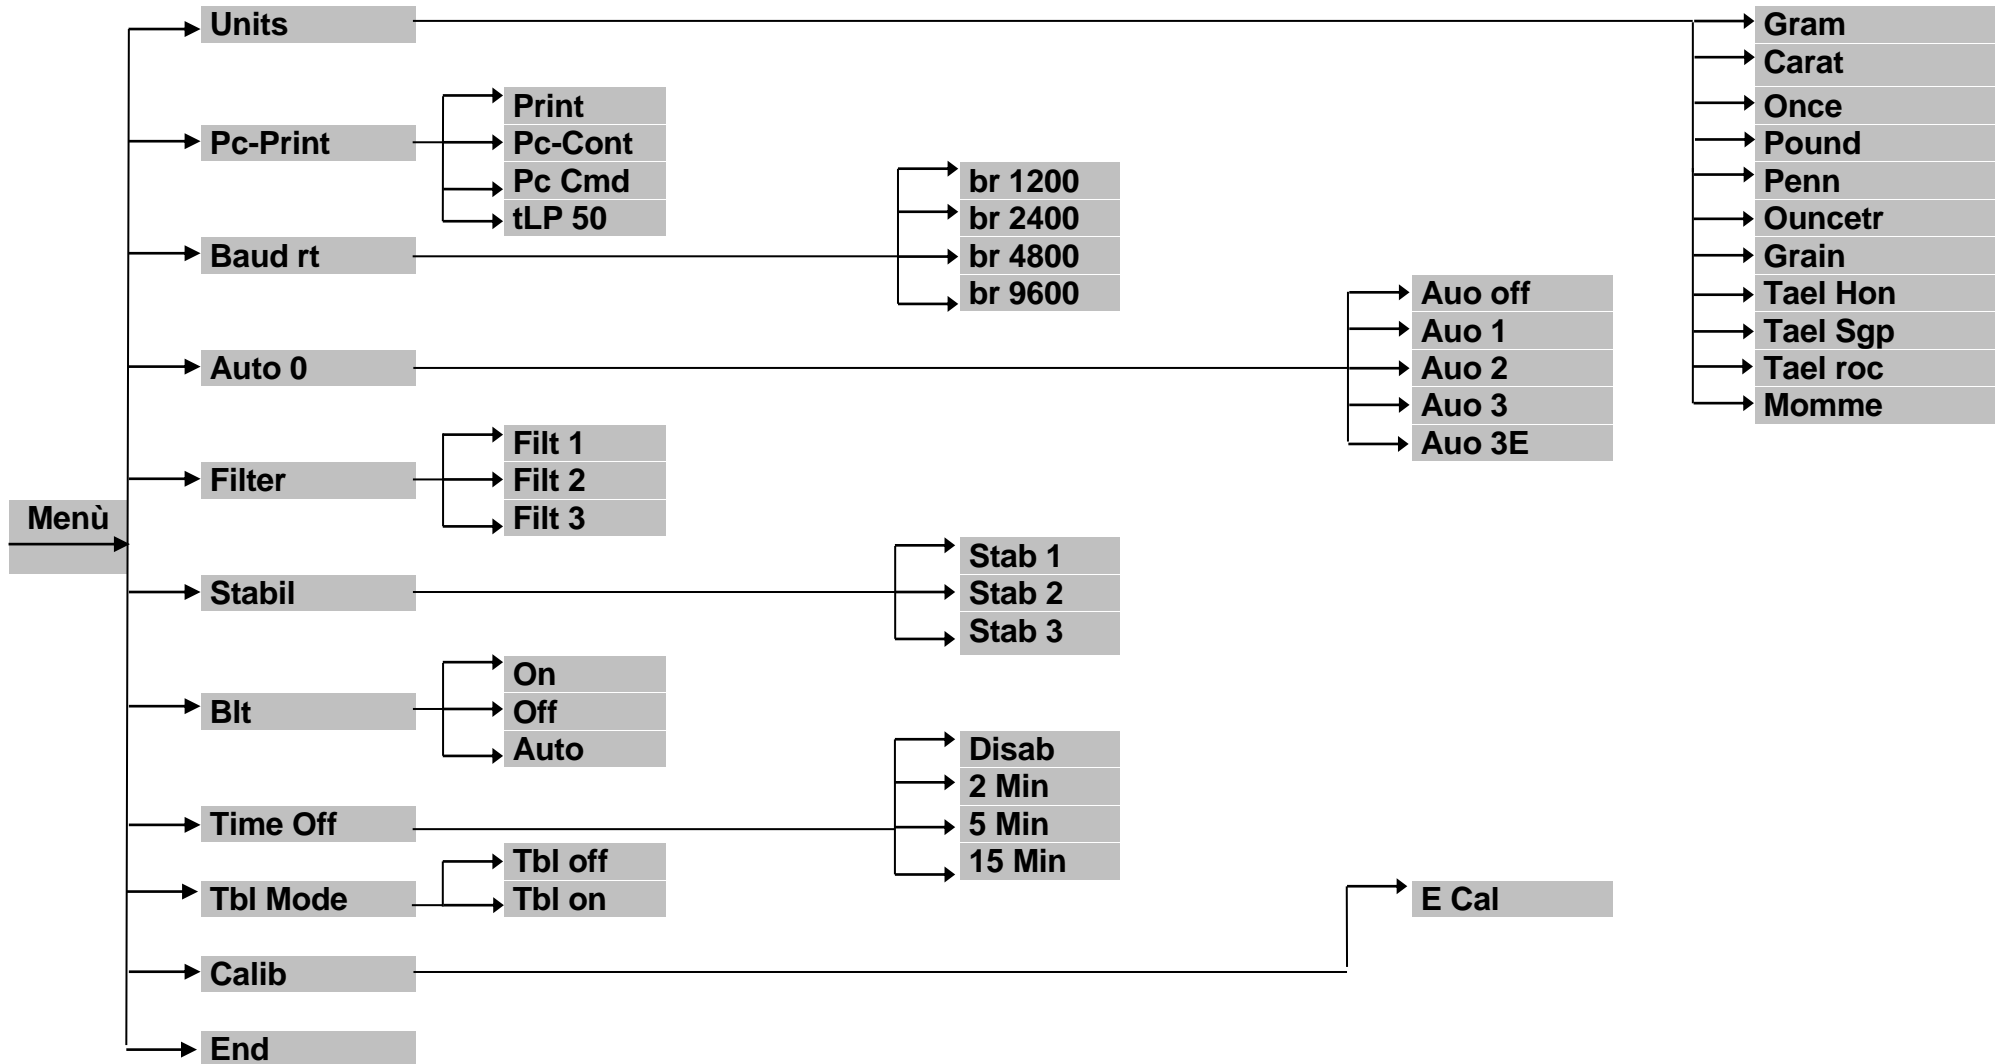 Menù
Units
Gram
Carat
Once
Pound
Penn
Ouncetr
Grain
Tael Hon
Tael Sgp
Tael roc
Momme
Pc-Print
Print
Pc-Cont
Pc Cmd
tLP 50
Baud rt
br 1200
br 2400
br 4800
br 9600
Auto 0
Auo off
Auo 1
Auo 2
Auo 3
Auo 3E
Filter
Filt 1
Filt 2
Filt 3
Stabil
Stab 1
Stab 2
Stab 3
Blt
On
Off
Auto
Time Off
Disab
2 Min
5 Min
15 Min
Tbl Mode
Tbl off
Tbl on
Calib
E Cal
End